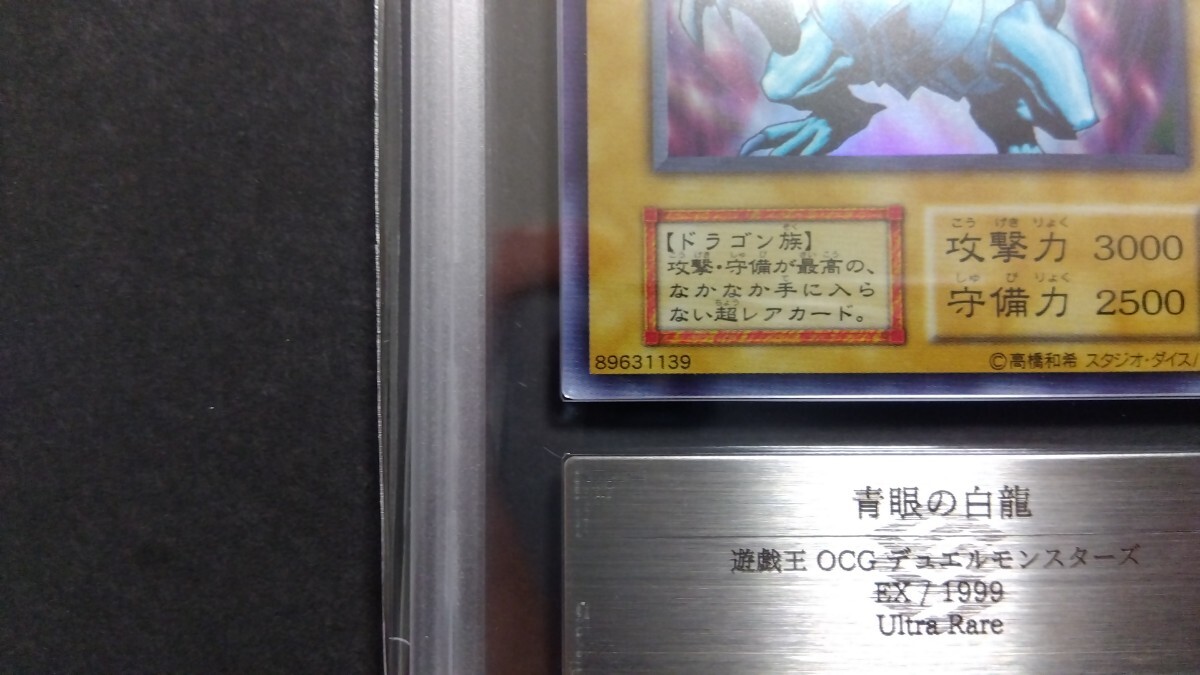 【ドラゴン族】
攻撃・守備が最高の、
なかなか手に入ら
ない超レアカード。
攻撃力 3000
守備力 2500
89631139
©高橋和希 スタジオ・ダイス/
青眼の白龍
遊戯王 OCG デュエルモンスターズ
EX / 1999
Ultra Rare